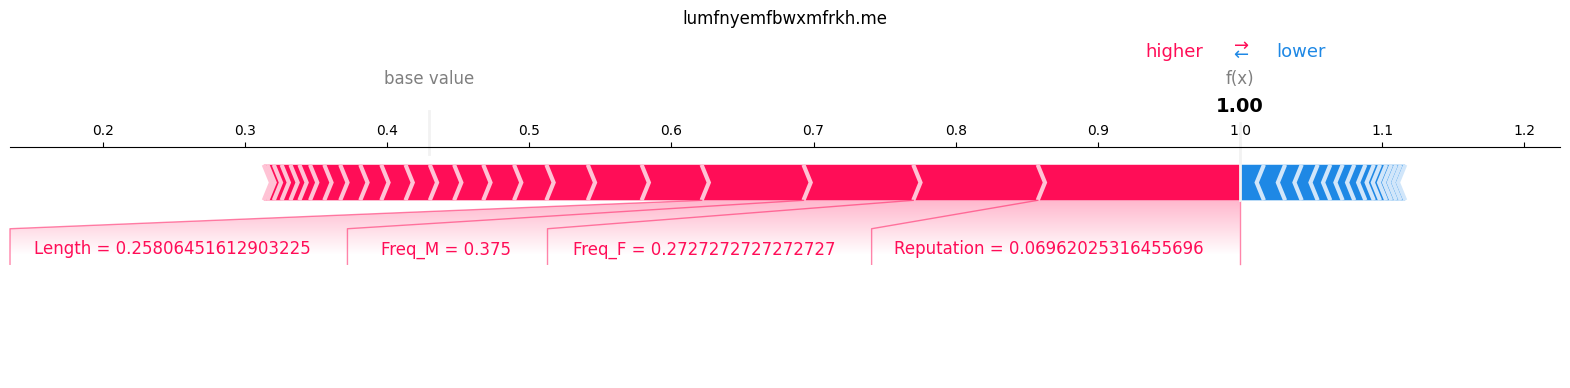 lumfnyemfbwxmfrkh.me
higher ⇄ lower
base value f(x)
1.00
0.2 0.3 0.4 0.5 0.6 0.7 0.8 0.9 1.0 1.1 1.2
Length = 0.25806451612903225 Freq_M = 0.375 Freq_F = 0.2727272727272727 Reputation = 0.06962025316455696